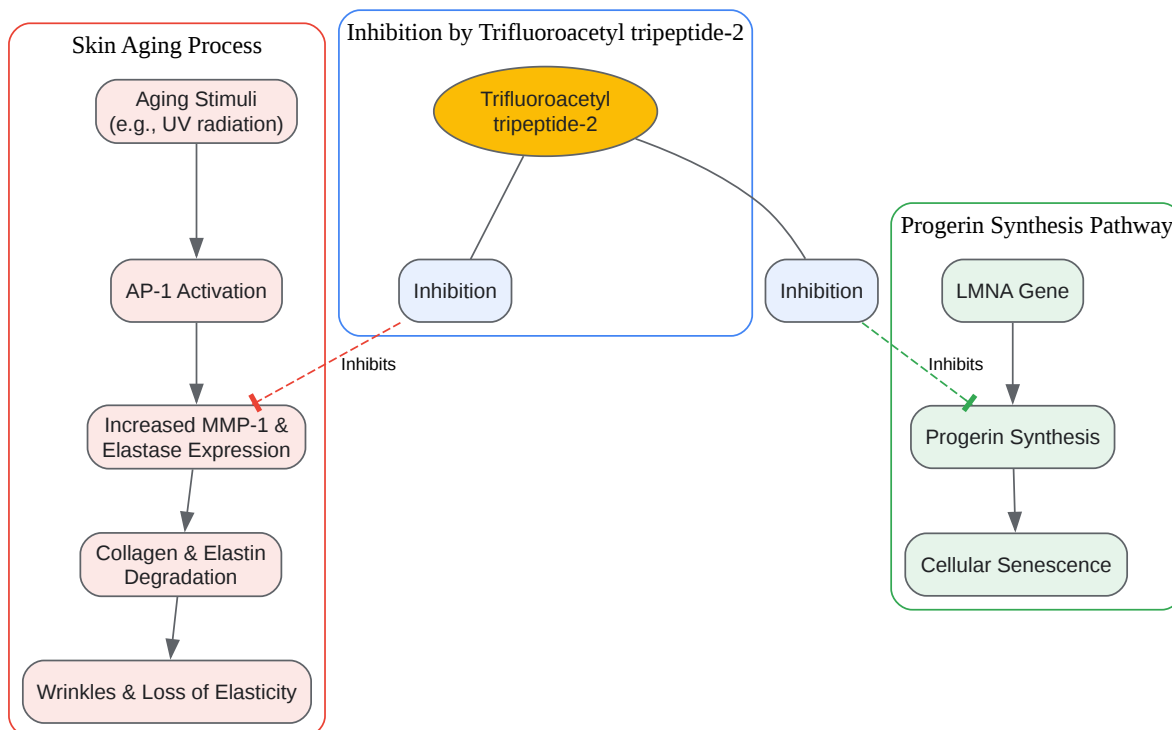 Skin Aging Process
Aging Stimuli
(e.g., UV radiation)
AP-1 Activation
Increased MMP-1 &
Elastase Expression
Collagen & Elastin
Degradation
Wrinkles & Loss of Elasticity
Inhibition by Trifluoroacetyl tripeptide-2
Trifluoroacetyl
tripeptide-2
Inhibition
Inhibition
Inhibits
Inhibits
Progerin Synthesis Pathway
LMNA Gene
Progerin Synthesis
Cellular Senescence